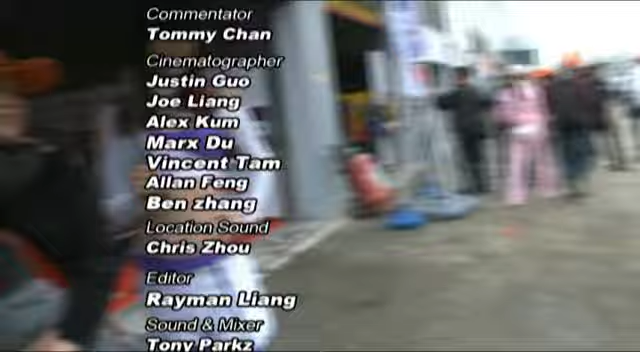 Commentator
Tommy Chan
Cinematographer
Justin Guo
Joe Liang
Alex Kum
Marx Du
Vincent Tam
Allan Feng
Ben zhang
Location Sound
Chris Zhou
Editor
Rayman Liang
Sound & Mixer
Tony Parkz